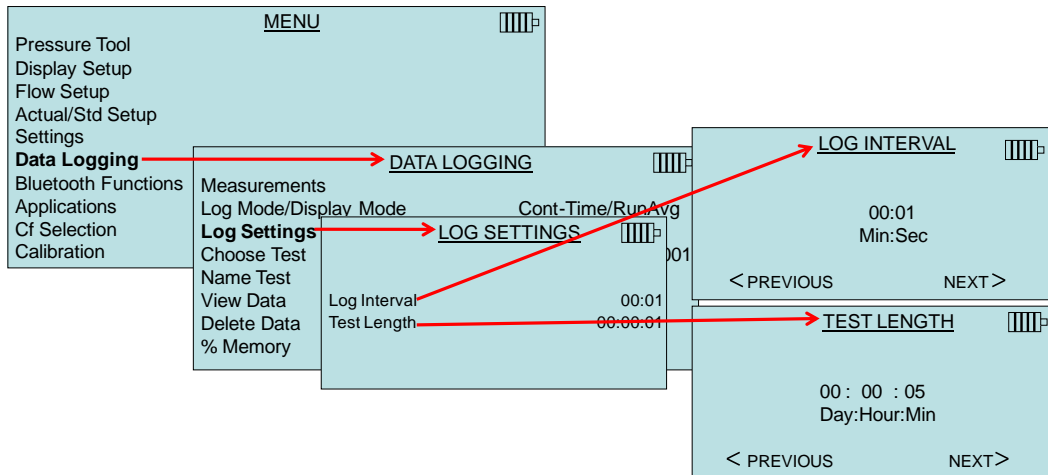 MENU
Pressure Tool
Display Setup
Flow Setup
Actual/Std Setup
Settings
Data Logging
Bluetooth Functions
Applications
Cf Selection
Calibration
DATA LOGGING
Measurements
Log Mode/Display Mode Cont-Time/RunAvg
Log Settings
Choose Test 001
Name Test
View Data
Delete Data
% Memory
LOG SETTINGS
Log Interval 00:01
Test Length 00:00:01
LOG INTERVAL
00:01
Min:Sec
< PREVIOUS NEXT >
TEST LENGTH
00 : 00 : 05
Day:Hour:Min
< PREVIOUS NEXT >